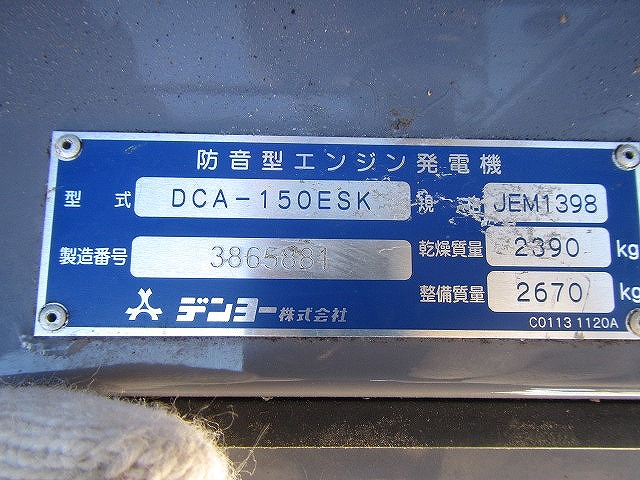 防音型エンジン発電機
型式 DCA-150ESK 規 JEM1398
製造番号 3865881 乾燥質量 2390 kg
整備質量 2670 kg
デンヨー株式会社
C0113 1120A